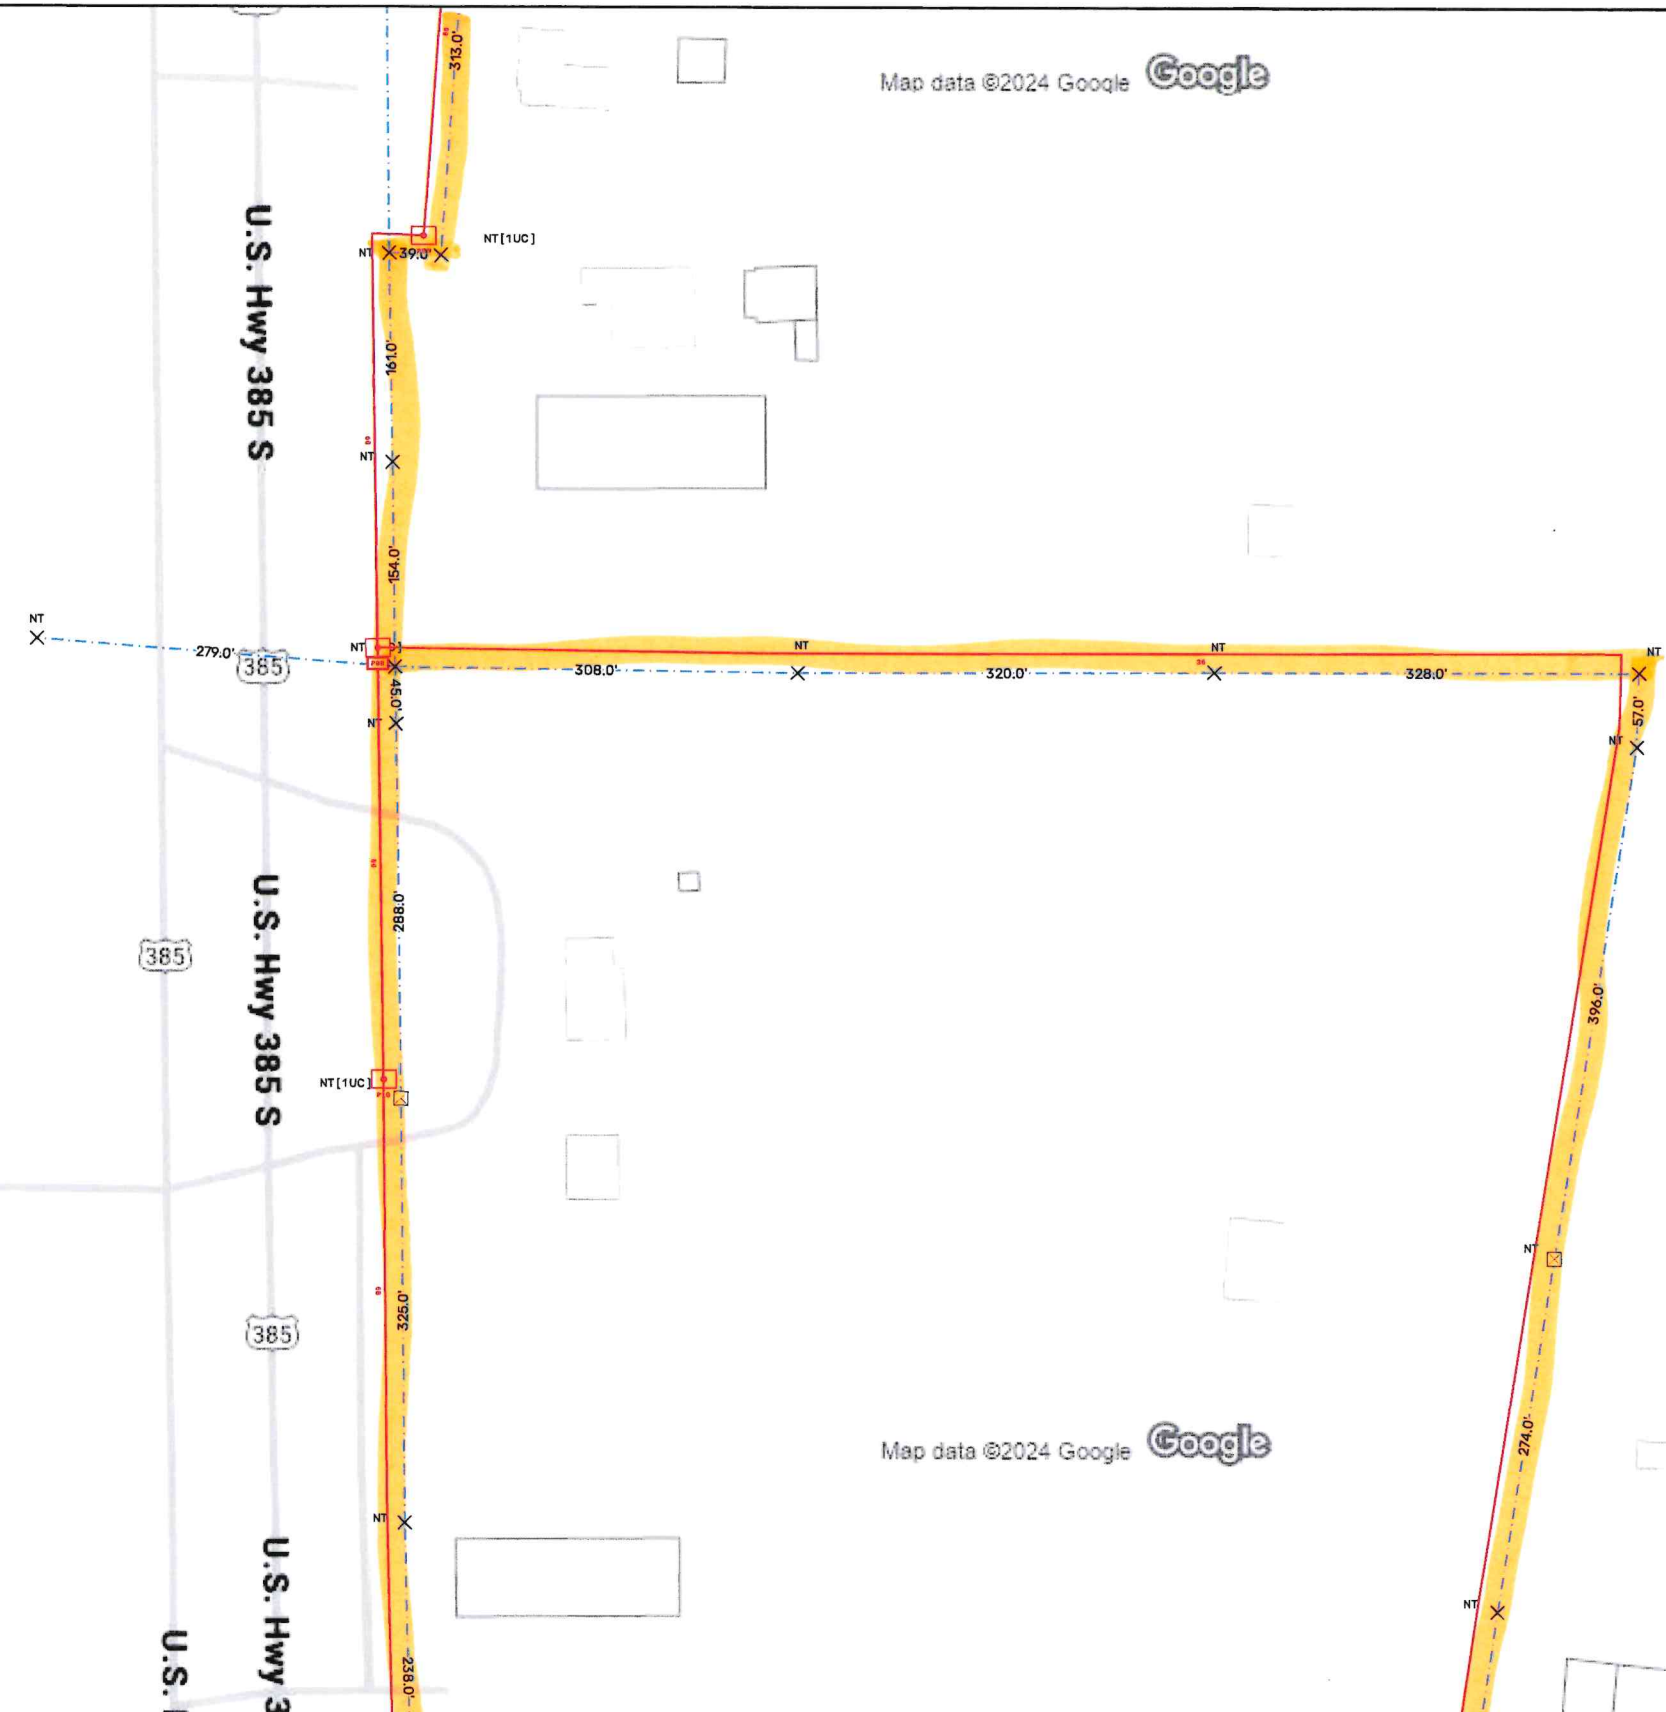 313.0'
Map data ©2024 Google Google
U.S. Hwy 385 S
NT
39.0'
NT[1UC]
161.0'
NT
154.0'
NT
279.0'
385
NT
308.0'
NT
320.0'
NT
328.0'
NT
45.0'
NT
57.0'
NT
288.0'
U.S. Hwy 385 S
385
396.0'
NT[1UC]
NT
325.0'
385
Map data ©2024 Google Google
274.0'
NT
U.S. Hwy 3
NT
U.S.
238.0'